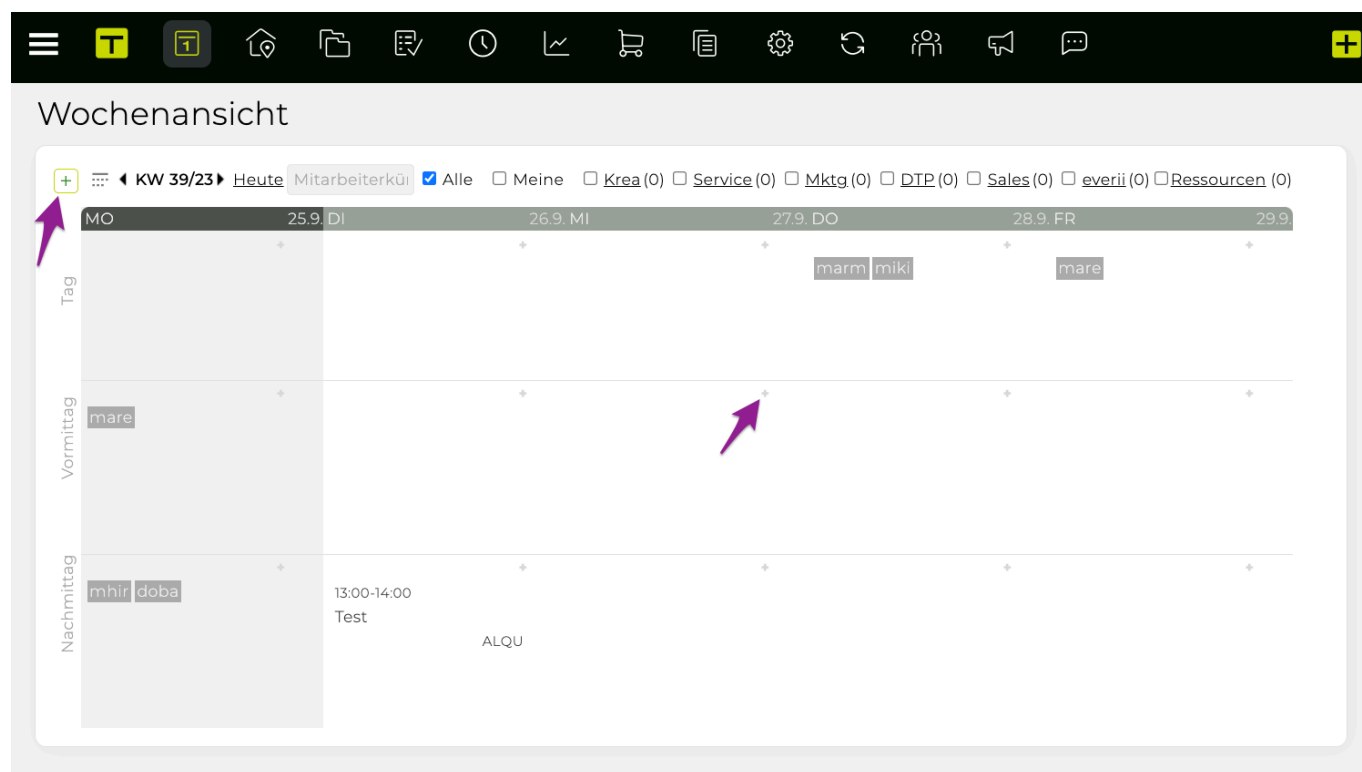 T 1
Wochenansicht
+ KW 39/23 Heute Mitarbeiterkür Alle Meine Krea (0) Service (0) Mktg (0) DTP (0) Sales (0) everii (0) Ressourcen (0)
MO 25.9. DI 26.9. MI 27.9. DO 28.9. FR 29.9.
Tag
marm miki mare
Vormittag
mare
Nachmittag
mhir doba
13:00-14:00
Test
ALQU